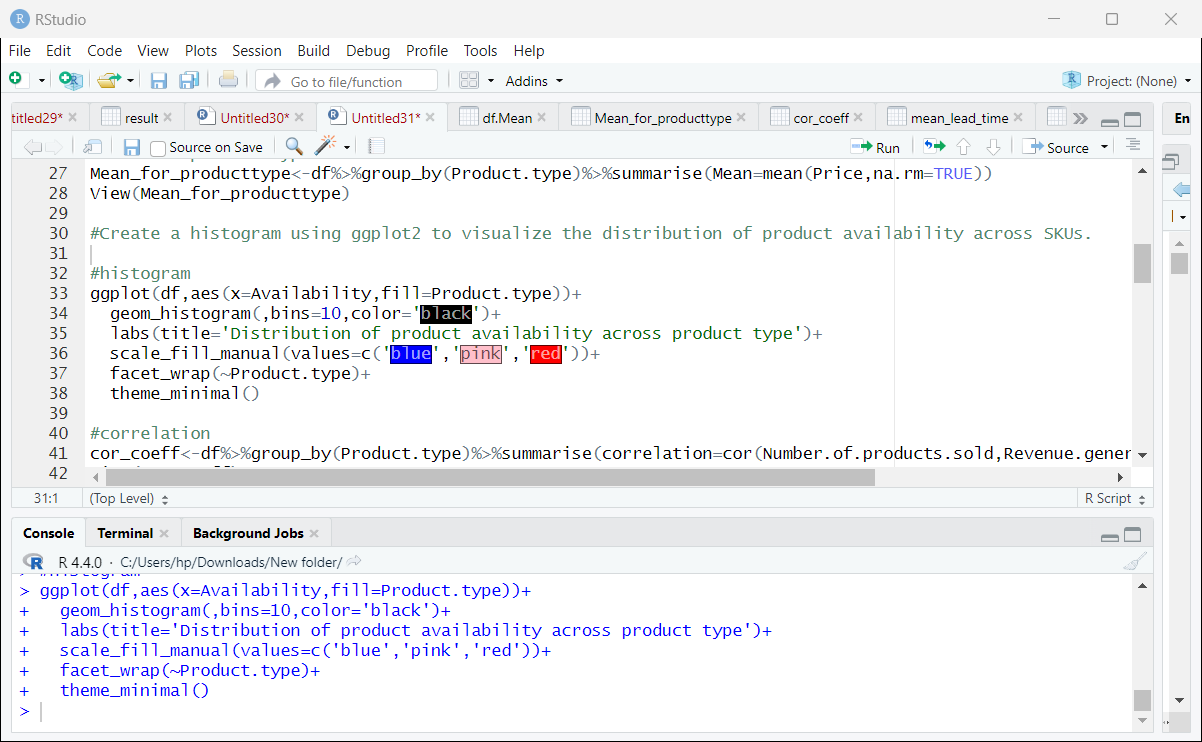 RStudio
File Edit Code View Plots Session Build Debug Profile Tools Help
Go to file/function Addins Project: (None)
titled29* result Untitled30* Untitled31* df.Mean Mean_for_producttype cor_coeff mean_lead_time En
Source on Save Run Source
27 Mean_for_producttype<-df%>%group_by(Product.type)%>%summarise(Mean=mean(Price,na.rm=TRUE))
28 View(Mean_for_producttype)
29
30 #Create a histogram using ggplot2 to visualize the distribution of product availability across SKUs.
31
32 #histogram
33 ggplot(df,aes(x=Availability,fill=Product.type))+
34   geom_histogram(,bins=10,color='black')+
35   labs(title='Distribution of product availability across product type')+
36   scale_fill_manual(values=c('blue','pink','red'))+
37   facet_wrap(~Product.type)+
38   theme_minimal()
39
40 #correlation
41 cor_coeff<-df%>%group_by(Product.type)%>%summarise(correlation=cor(Number.of.products.sold,Revenue.gener
42
31:1 (Top Level) R Script
Console Terminal Background Jobs
R 4.4.0 · C:/Users/hp/Downloads/New folder/
> ggplot(df,aes(x=Availability,fill=Product.type))+
+   geom_histogram(,bins=10,color='black')+
+   labs(title='Distribution of product availability across product type')+
+   scale_fill_manual(values=c('blue','pink','red'))+
+   facet_wrap(~Product.type)+
+   theme_minimal()
>